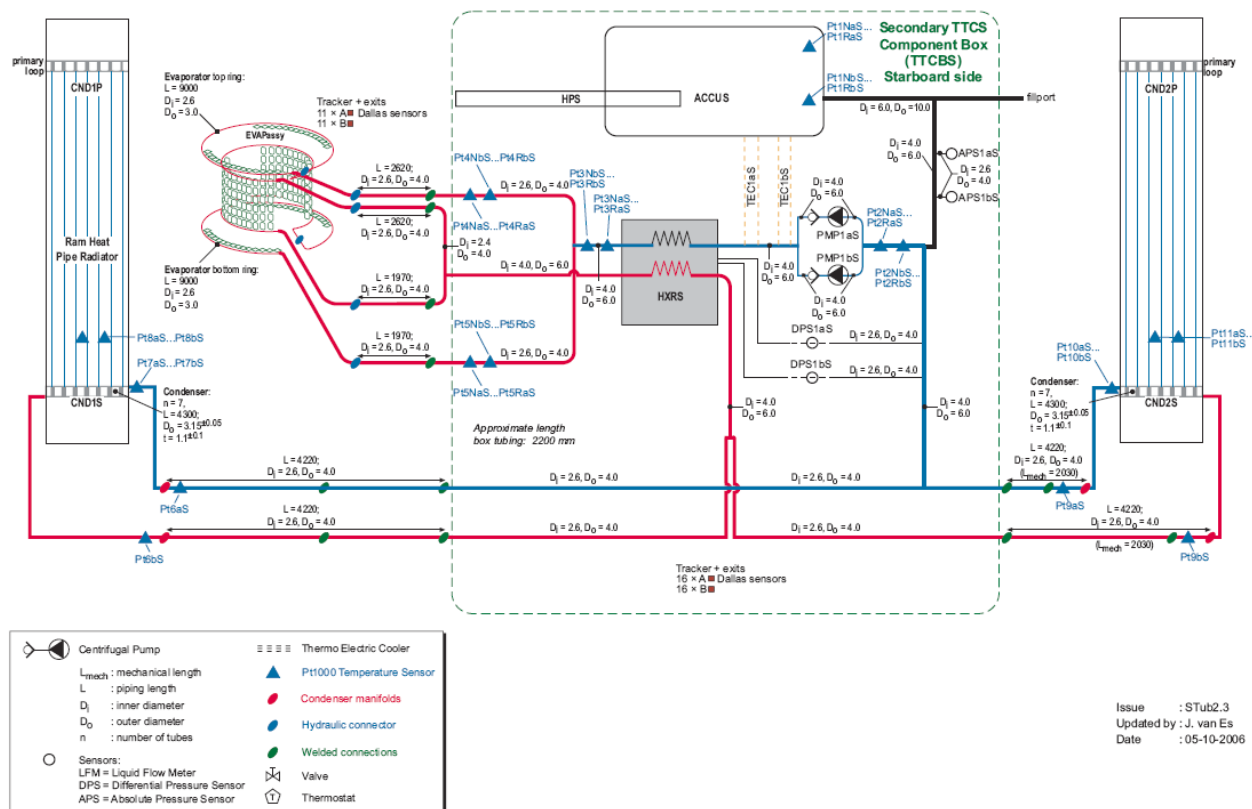 primary
loop
CND1P
Ram Heat
Pipe Radiator
Pt8aS...Pt8bS
Pt7aS...Pt7bS
CND1S
Condenser:
n = 7,
L = 4300;
Do = 3.15±0.05
t = 1.1±0.1
Evaporator top ring:
L = 9000
Di = 2.6
Do = 3.0
EVAPassy
Evaporator bottom ring:
L = 9000
Di = 2.6
Do = 3.0
Tracker + exits
11 × A Dallas sensors
11 × B
L = 2620;
Di = 2.6, Do = 4.0
L = 2620;
Di = 2.6, Do = 4.0
L = 1970;
Di = 2.6, Do = 4.0
L = 1970;
Di = 2.6, Do = 4.0
Pt4NbS...Pt4RbS
Di = 2.6, Do = 4.0
Pt4NaS...Pt4RaS
Di = 2.4
Do = 4.0
Di = 4.0, Do = 6.0
Pt5NbS...Pt5RbS
Di = 2.6, Do = 4.0
Pt5NaS...Pt5RaS
Pt3NbS...
Pt3RbS
Pt3NaS...
Pt3RaS
Di = 4.0
Do = 6.0
HXRS
HPS
ACCUS
Pt1NaS...
Pt1RaS
Pt1NbS...
Pt1RbS
Secondary TTCS
Component Box
(TTCBS)
Starboard side
Di = 6.0, Do = 10.0
fillport
Di = 4.0
Do = 6.0
APS1aS
Di = 2.6
Do = 4.0
APS1bS
TEC1aS
TEC1bS
Di = 4.0
Do = 6.0
PMP1aS
PMP1bS
Di = 4.0
Do = 6.0
Di = 4.0
Do = 6.0
Pt2NaS...
Pt2RaS
Pt2NbS...
Pt2RbS
DPS1aS
Di = 2.6, Do = 4.0
DPS1bS
Di = 2.6, Do = 4.0
Di = 4.0
Do = 6.0
Di = 4.0
Do = 6.0
Approximate length
box tubing: 2200 mm
primary
loop
CND2P
Pt11aS...
Pt11bS
Pt10aS...
Pt10bS
CND2S
Condenser:
n = 7,
L = 4300;
Do = 3.15±0.05
t = 1.1±0.1
L = 4220;
Di = 2.6, Do = 4.0
Pt6aS
Di = 2.6, Do = 4.0
Di = 2.6, Do = 4.0
L = 4220;
Di = 2.6, Do = 4.0
(Lmech = 2030)
Pt9aS
L = 4220;
Di = 2.6, Do = 4.0
Pt6bS
Di = 2.6, Do = 4.0
Di = 2.6, Do = 4.0
L = 4220;
Di = 2.6, Do = 4.0
(Lmech = 2030)
Pt9bS
Tracker + exits
16 × A Dallas sensors
16 × B
Centrifugal Pump
Lmech : mechanical length
L : piping length
Di : inner diameter
Do : outer diameter
n : number of tubes
Sensors:
LFM = Liquid Flow Meter
DPS = Differential Pressure Sensor
APS = Absolute Pressure Sensor
Thermo Electric Cooler
Pt1000 Temperature Sensor
Condenser manifolds
Hydraulic connector
Welded connections
Valve
T
Thermostat
Issue : STub2.3
Updated by : J. van Es
Date : 05-10-2006